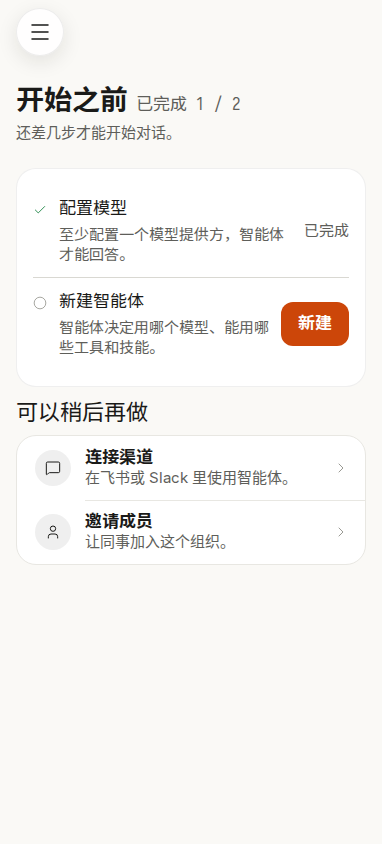 开始之前 已完成 1 / 2
还差几步才能开始对话。
配置模型
至少配置一个模型提供方，智能体
才能回答。
已完成
新建智能体
智能体决定用哪个模型、能用哪
些工具和技能。
新建
可以稍后再做
连接渠道
在飞书或 Slack 里使用智能体。
邀请成员
让同事加入这个组织。